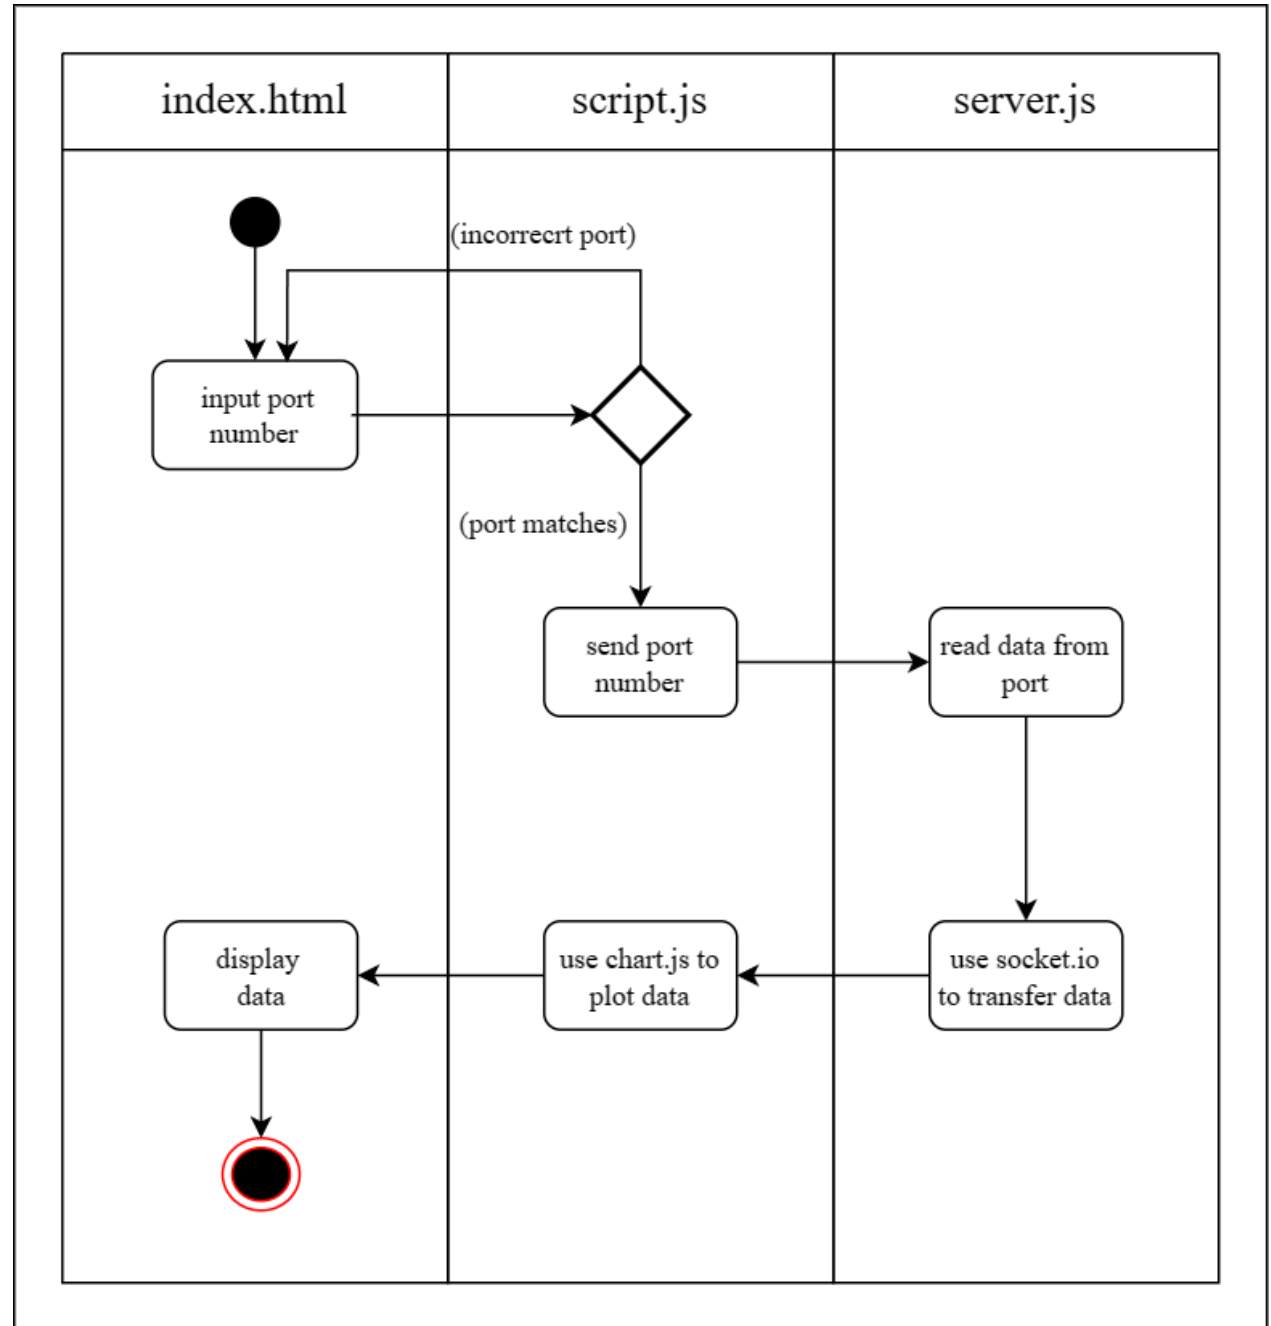 index.html
script.js
server.js
(incorrecrt port)
input port
number
(port matches)
send port
number
read data from
port
display
data
use chart.js to
plot data
use socket.io
to transfer data